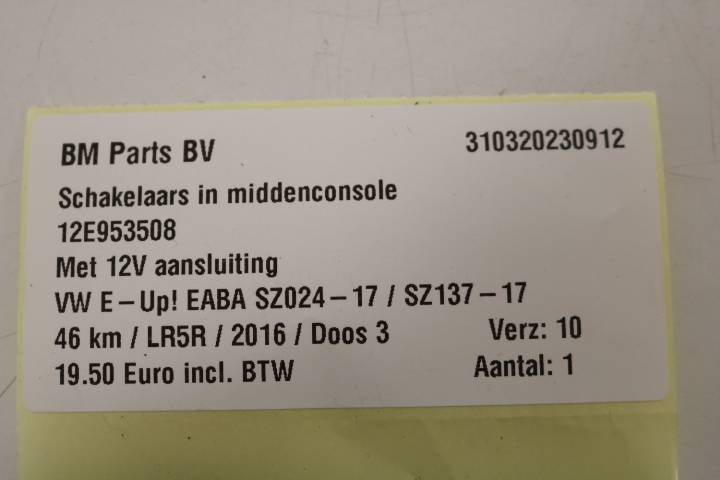 BM Parts BV 310320230912
Schakelaars in middenconsole
12E953508
Met 12V aansluiting
VW E-Up! EABA SZ024-17 / SZ137-17
46 km / LR5R / 2016 / Doos 3 Verz: 10
19.50 Euro incl. BTW Aantal: 1